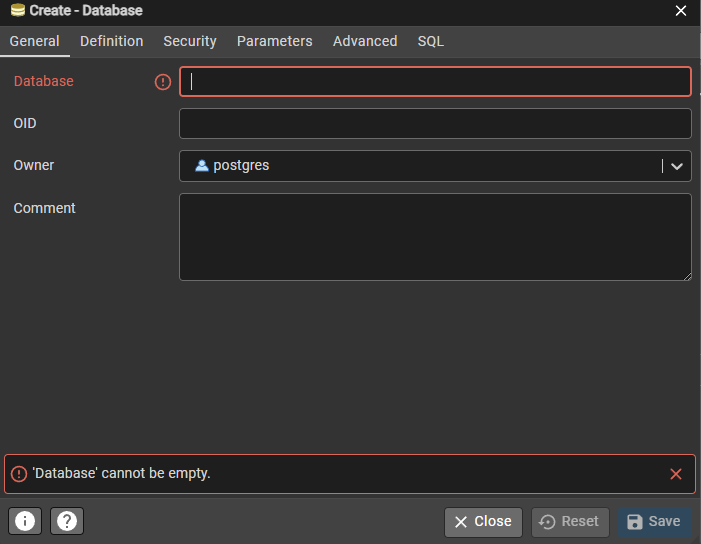 Create - Database
General Definition Security Parameters Advanced SQL
Database
OID
Owner postgres
Comment
'Database' cannot be empty.
Close Reset Save